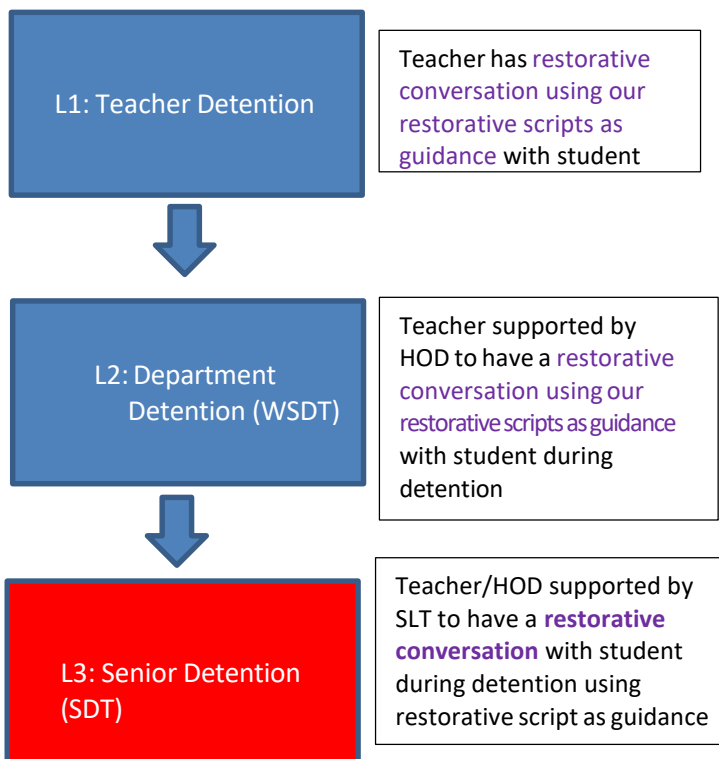 L1: Teacher Detention
Teacher has restorative
conversation using our
restorative scripts as
guidance with student
L2: Department
Detention (WSDT)
Teacher supported by
HOD to have a restorative
conversation using our
restorative scripts as guidance
with student during
detention
L3: Senior Detention
(SDT)
Teacher/HOD supported by
SLT to have a restorative
conversation with student
during detention using
restorative script as guidance